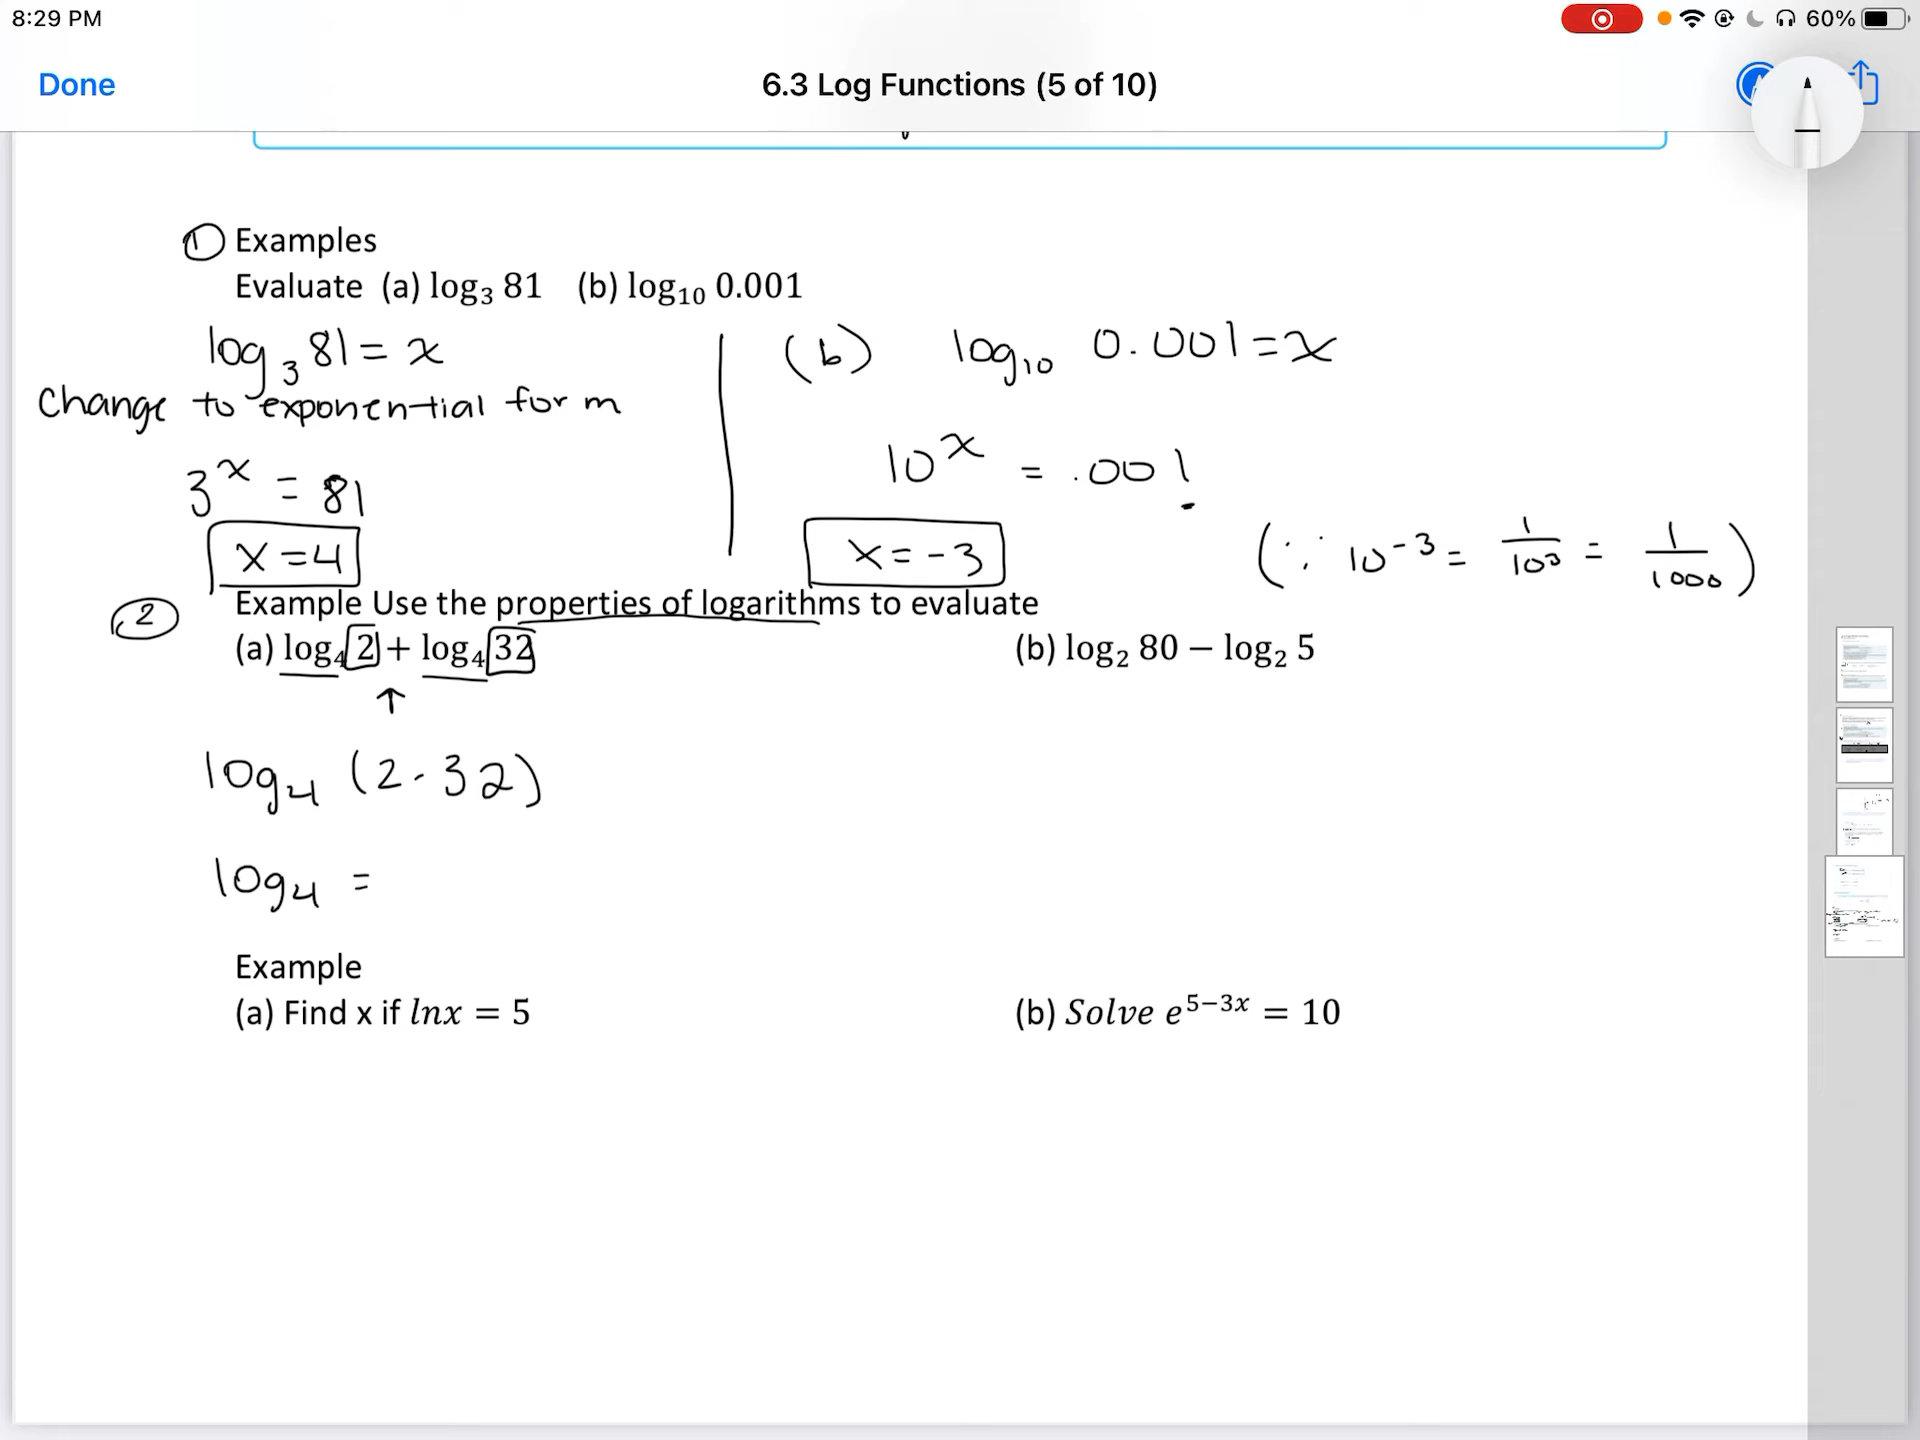 8:29 PM
60%
Done
6.3 Log Functions (5 of 10)
① Examples
Evaluate (a) log₃ 81 (b) log₁₀ 0.001
log₃ 81 = x
Change to exponential form
3ˣ = 81
x = 4
(b) log₁₀ 0.001 = x
10ˣ = .001
x = -3
(∵ 10⁻³ = 1/10³ = 1/1000)
② Example Use the properties of logarithms to evaluate
(a) log₄ 2 + log₄ 32 (b) log₂ 80 − log₂ 5
↑
log₄ (2·32)
log₄ =
Example
(a) Find x if lnx = 5 (b) Solve e⁵⁻³ˣ = 10